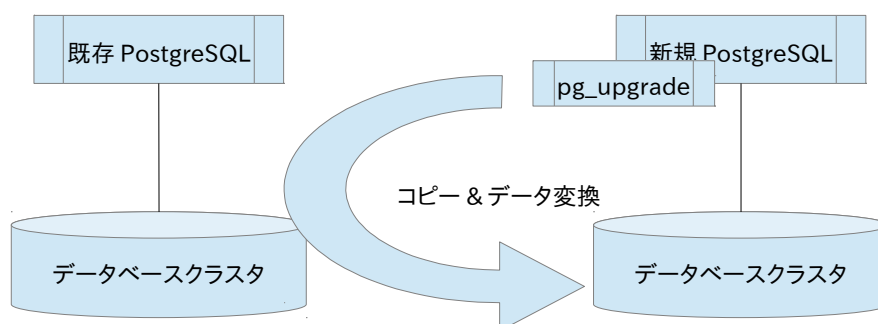 既存 PostgreSQL
新規 PostgreSQL
pg_upgrade
コピー & データ変換
データベースクラスタ
データベースクラスタ